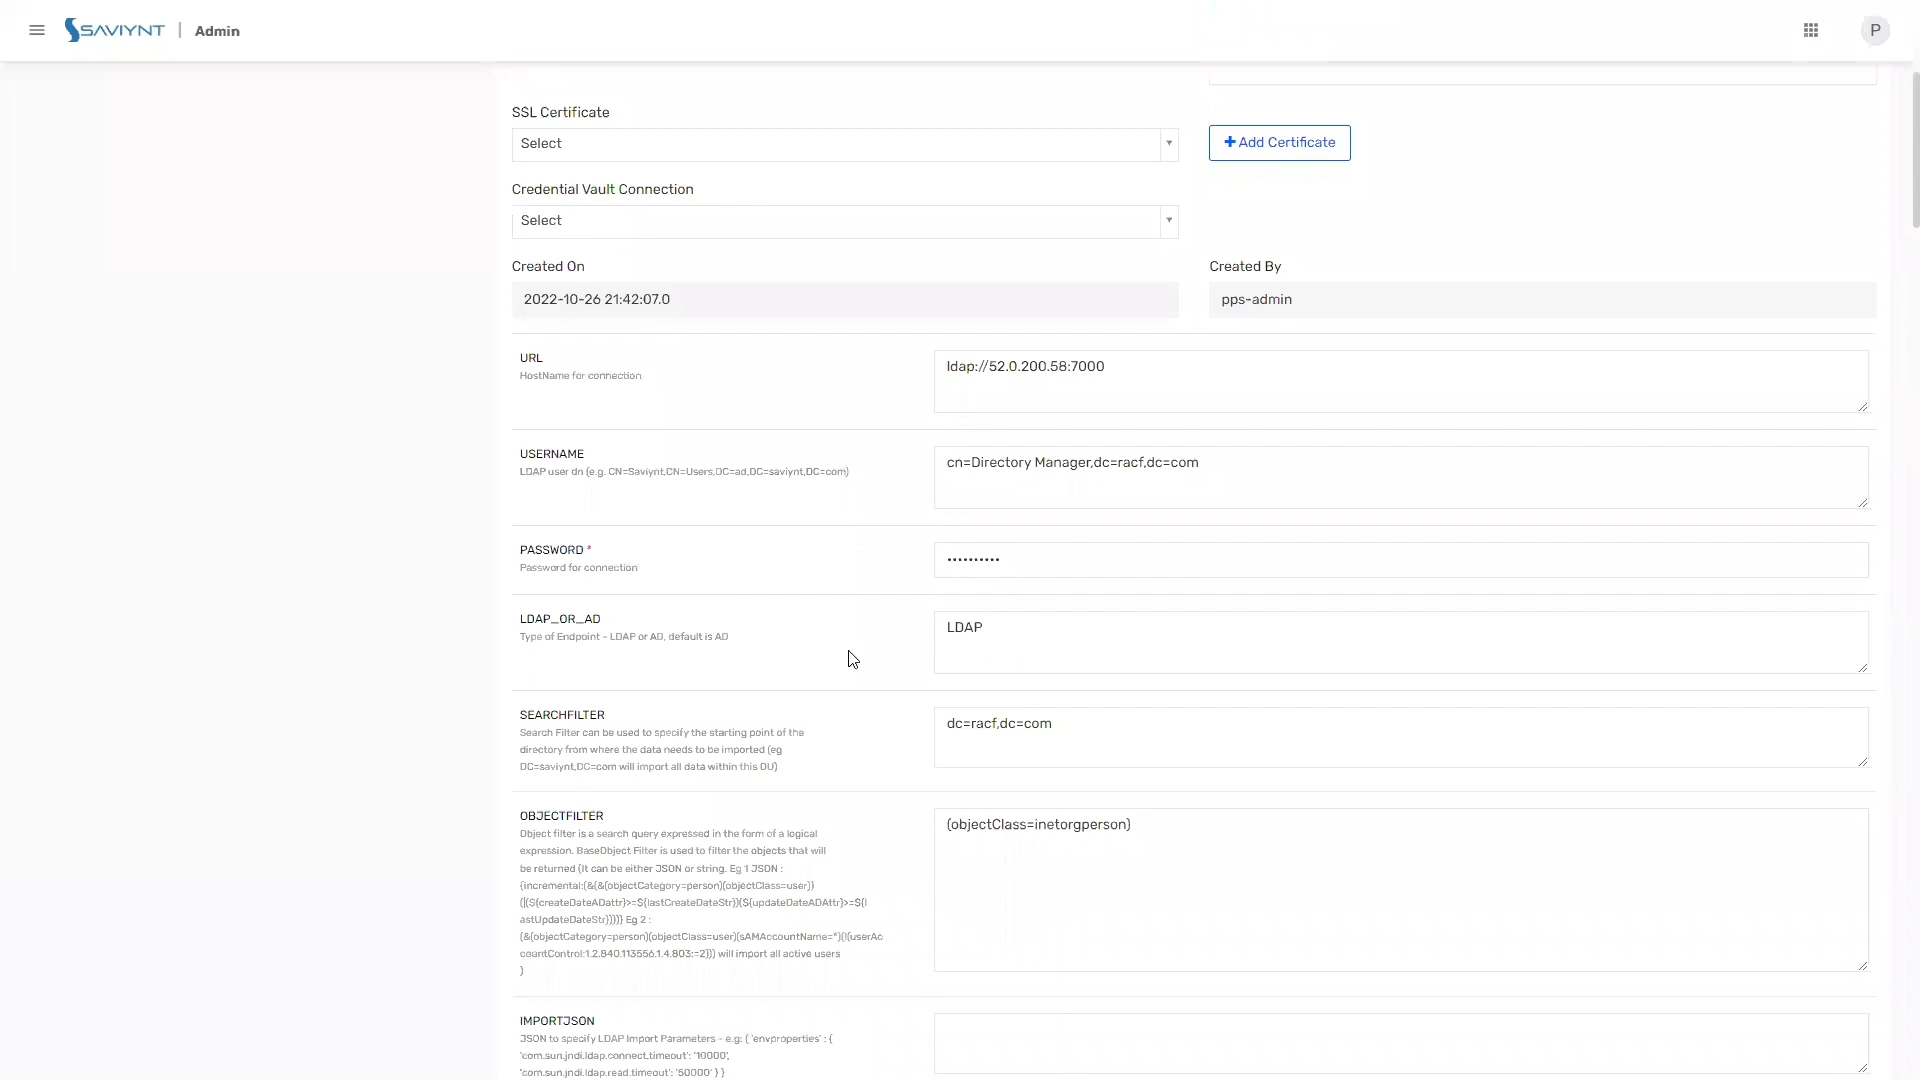 SAVIYNT | Admin
P
SSL Certificate
Select
+ Add Certificate
Credential Vault Connection
Select
Created On
Created By
2022-10-26 21:42:07.0
pps-admin
URL
HostName for connection
ldap://52.0.200.58:7000
USERNAME
LDAP user dn (e.g. CN=Saviynt,CN=Users,DC=ad,DC=saviynt,DC=com)
cn=Directory Manager,dc=racf,dc=com
PASSWORD *
Password for connection
••••••••••
LDAP_OR_AD
Type of Endpoint - LDAP or AD, default is AD
LDAP
SEARCHFILTER
Search Filter can be used to specify the starting point of the
directory from where the data needs to be imported (eg
DC=saviynt,DC=com will import all data within this OU)
dc=racf,dc=com
OBJECTFILTER
Object filter is a search query expressed in the form of a logical
expression. BaseObject Filter is used to filter the objects that will
be returned (It can be either JSON or string. Eg 1 JSON :
{incremental:(&(&(objectCategory=person)(objectClass=user))
(|(${createDateADattr}>=${lastCreateDateStr})(${updateDateADAttr}>=${l
astUpdateDateStr})))} Eg 2 :
(&(objectCategory=person)(objectClass=user)(sAMAccountName=*)(!(userAc
countControl:1.2.840.113556.1.4.803:=2))) will import all active users
)
(objectClass=inetorgperson)
IMPORTJSON
JSON to specify LDAP Import Parameters - e.g: { 'envproperties' : {
'com.sun.jndi.ldap.connect.timeout': '10000',
'com.sun.jndi.ldap.read.timeout': '50000' } }